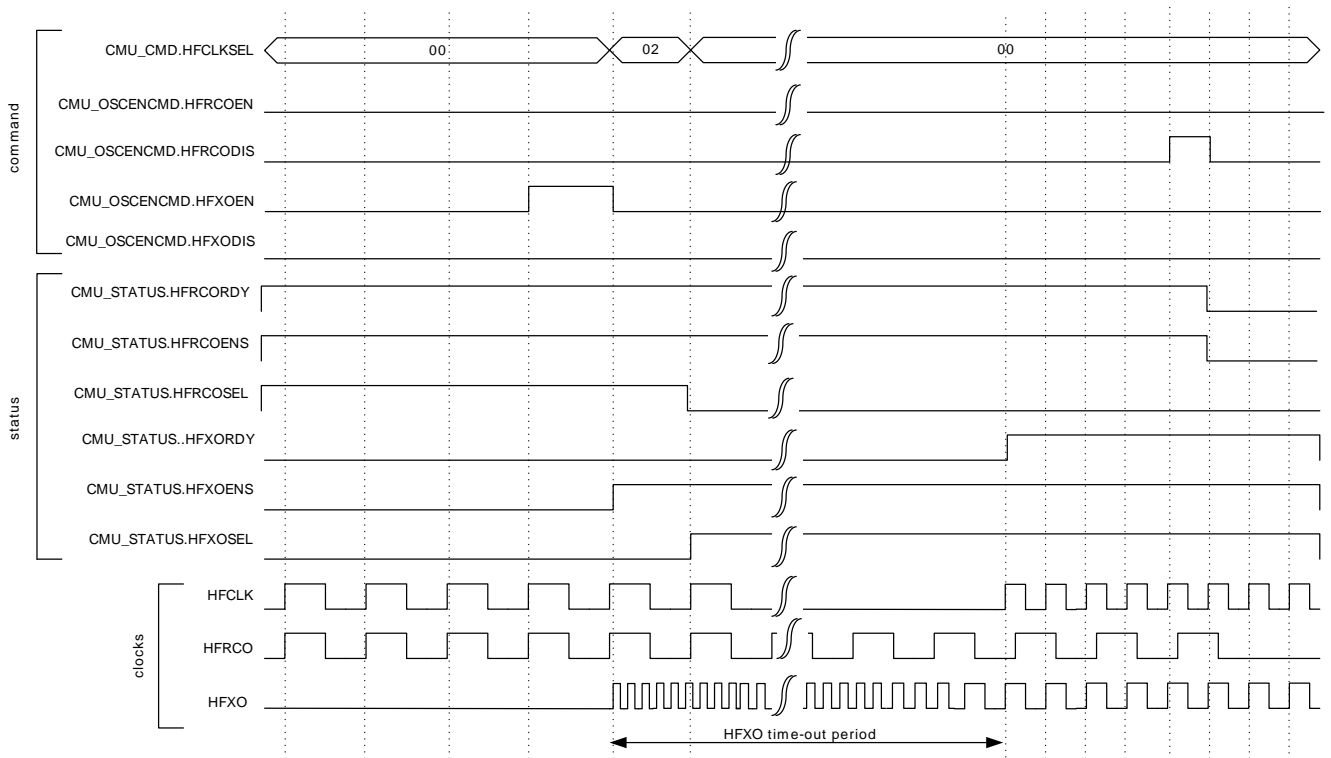 command
CMU_CMD.HFCLKSEL 00 02 00
CMU_OSCENCMD.HFRCOEN
CMU_OSCENCMD.HFRCODIS
CMU_OSCENCMD.HFXOEN
CMU_OSCENCMD.HFXODIS
status
CMU_STATUS.HFRCORDY
CMU_STATUS.HFRCOENS
CMU_STATUS.HFRCOSEL
CMU_STATUS..HFXORDY
CMU_STATUS.HFXOENS
CMU_STATUS.HFXOSEL
clocks
HFCLK
HFRCO
HFXO
HFXO time-out period